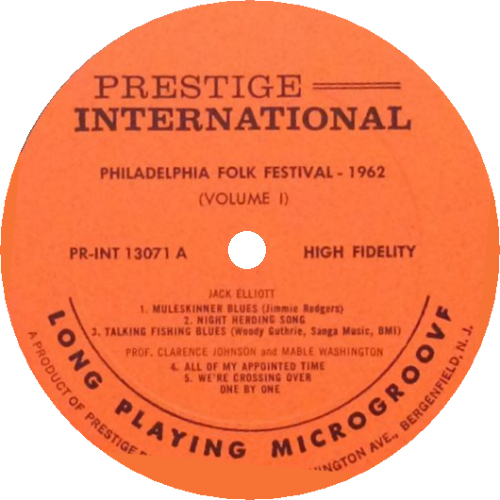 PRESTIGE
INTERNATIONAL
PHILADELPHIA FOLK FESTIVAL - 1962
(VOLUME I)
PR-INT 13071 A
HIGH FIDELITY
JACK ELLIOTT
1. MULESKINNER BLUES (Jimmie Rodgers)
2. NIGHT HERDING SONG
3. TALKING FISHING BLUES (Woody Guthrie, Sanga Music, BMI)
PROF. CLARENCE JOHNSON and MABLE WASHINGTON
4. ALL OF MY APPOINTED TIME
5. WE'RE CROSSING OVER
ONE BY ONE
LONG PLAYING MICROGROOVE
A PRODUCT OF PRESTIGE
AVE., BERGENFIELD, N. J.